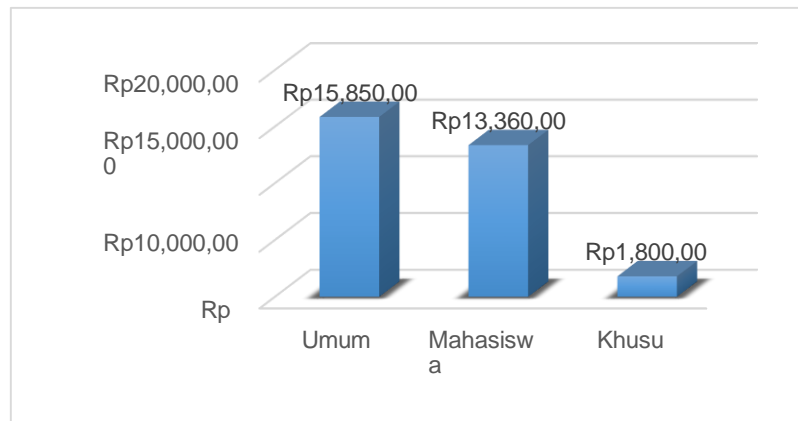 Rp20,000,00
Rp15,850,00
Rp13,360,00
Rp15,000,00
0
Rp10,000,00
Rp1,800,00
Rp
Umum
Mahasisw
a
Khusu